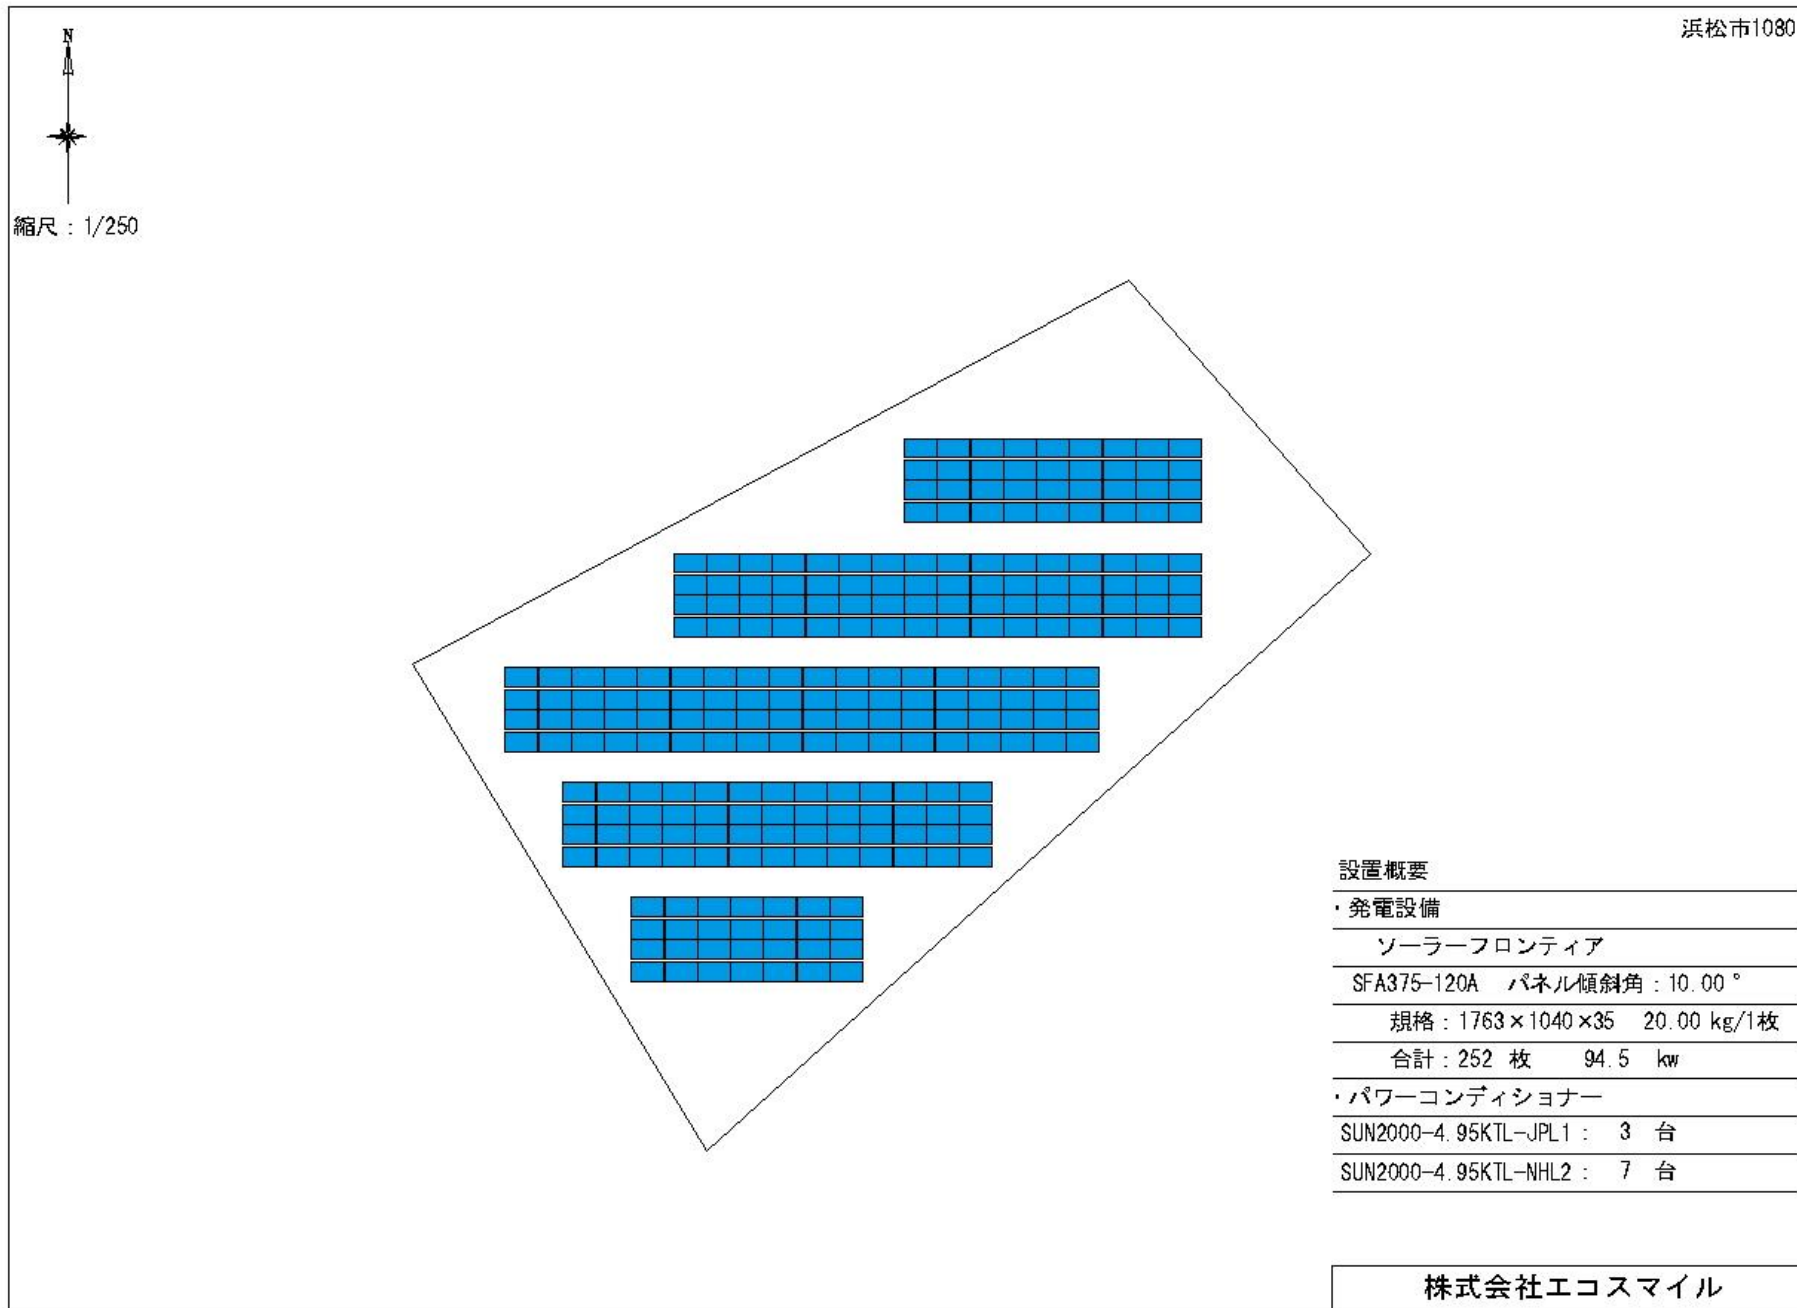 浜松市1080
N
縮尺：1/250
設置概要
・発電設備
ソーラーフロンティア
SFA375-120A　パネル傾斜角：10.00°
規格：1763×1040×35　20.00 kg/1枚
合計：252 枚　94.5 kw
・パワーコンディショナー
SUN2000-4.95KTL-JPL1：　3　台
SUN2000-4.95KTL-NHL2：　7　台
株式会社エコスマイル